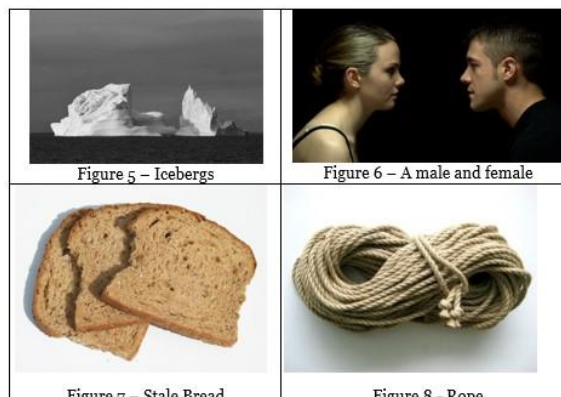 Figure 5 – Icebergs
Figure 6 – A male and female
Figure 7 – Stale Bread
Figure 8 - Rope